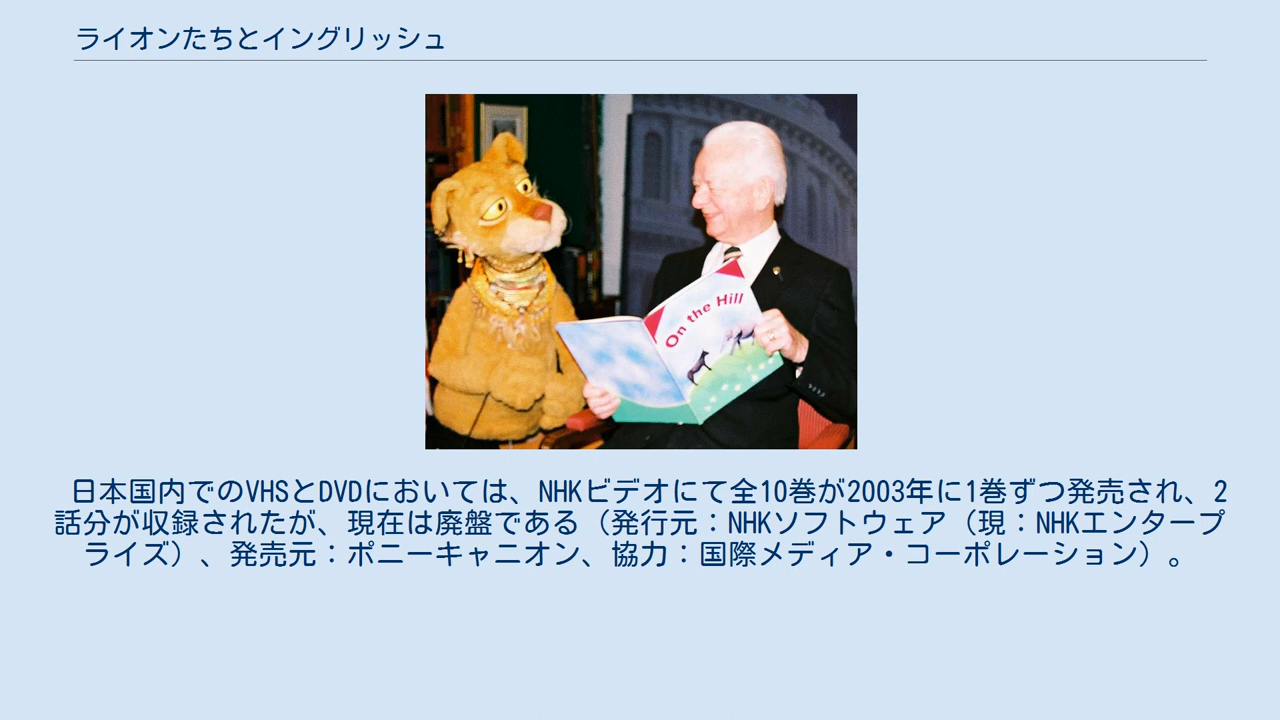 ライオンたちとイングリッシュ
On the Hill
日本国内でのVHSとDVDにおいては、NHKビデオにて全10巻が2003年に1巻ずつ発売され、2
話分が収録されたが、現在は廃盤である（発行元：NHKソフトウェア（現：NHKエンタープ
ライズ）、発売元：ポニーキャニオン、協力：国際メディア・コーポレーション）。